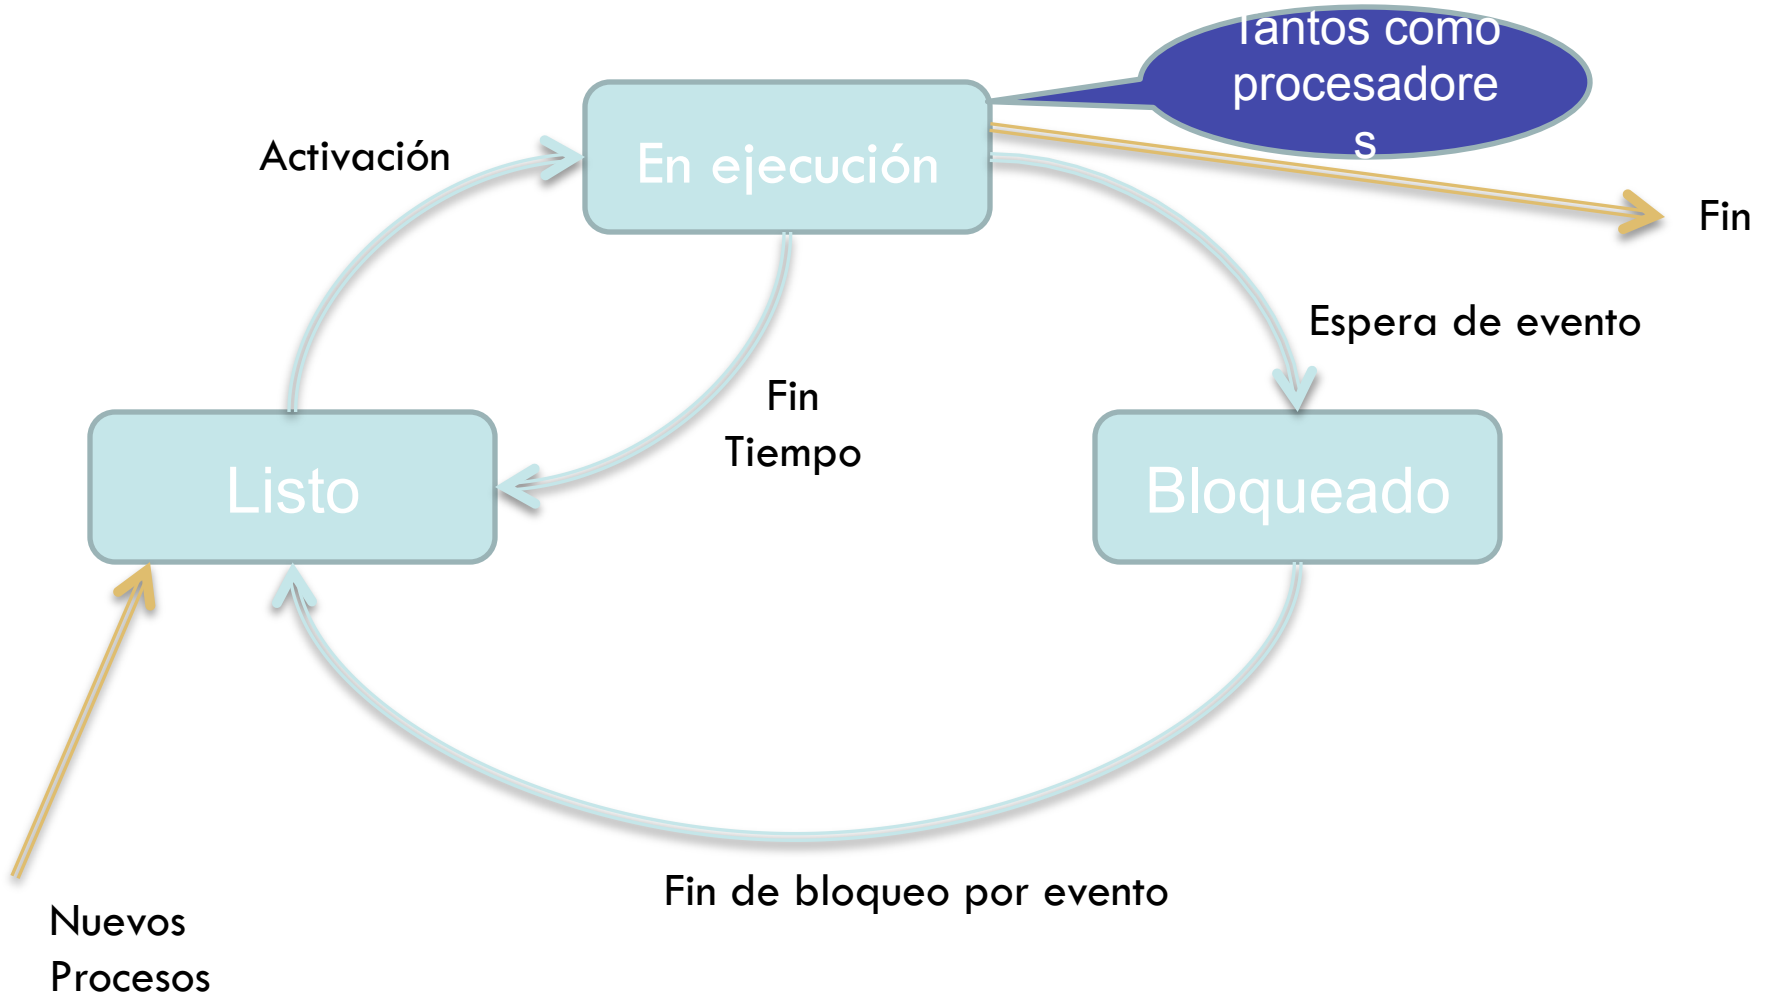 Tantos como
procesadore
s
Activación
En ejecución
Fin
Espera de evento
Fin
Tiempo
Listo
Bloqueado
Fin de bloqueo por evento
Nuevos
Procesos